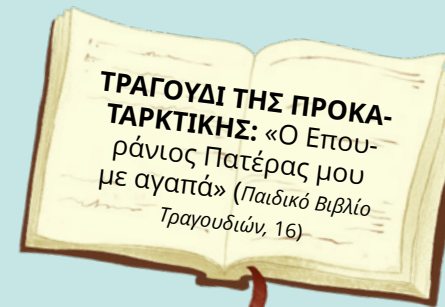 ΤΡΑΓΟΥΔΙ ΤΗΣ ΠΡΟΚΑ-
ΤΑΡΚΤΙΚΗΣ: «Ο Επου-
ράνιος Πατέρας μου
με αγαπά» (Παιδικό Βιβλίο
Τραγουδιών, 16)